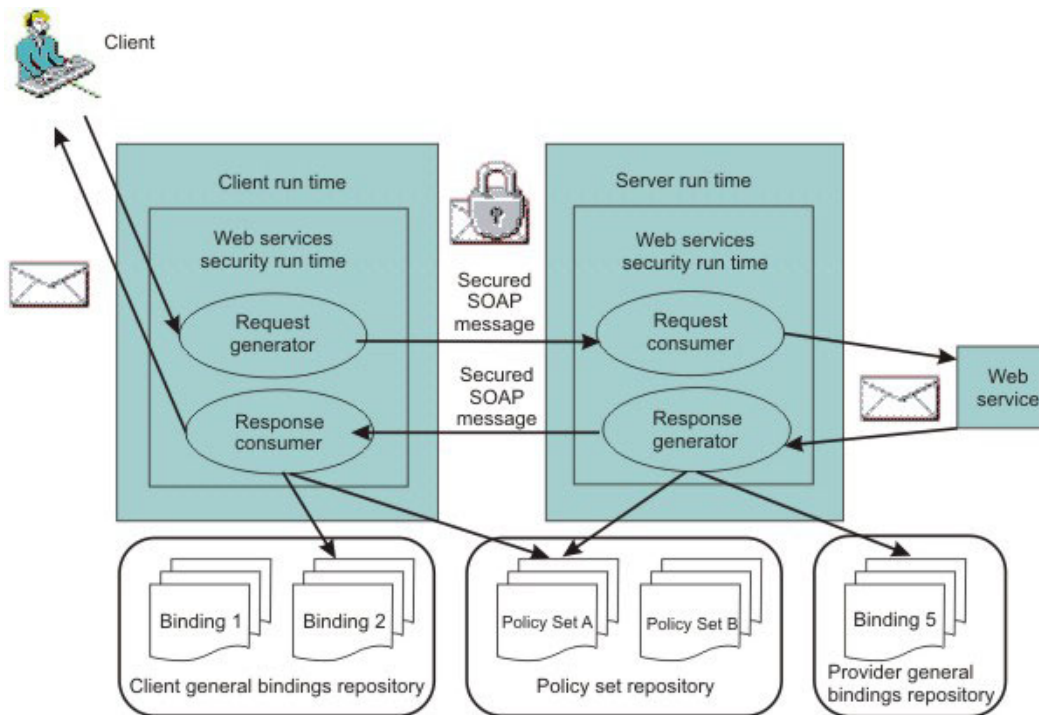 Client
Client run time
Server run time
Web services
security run time
Web services
security run time
Secured
SOAP
message
Request
generator
Request
consumer
Secured
SOAP
message
Web
service
Response
consumer
Response
generator
Binding 1
Binding 2
Policy Set A
Policy Set B
Binding 5
Client general bindings repository
Policy set repository
Provider general
bindings repository